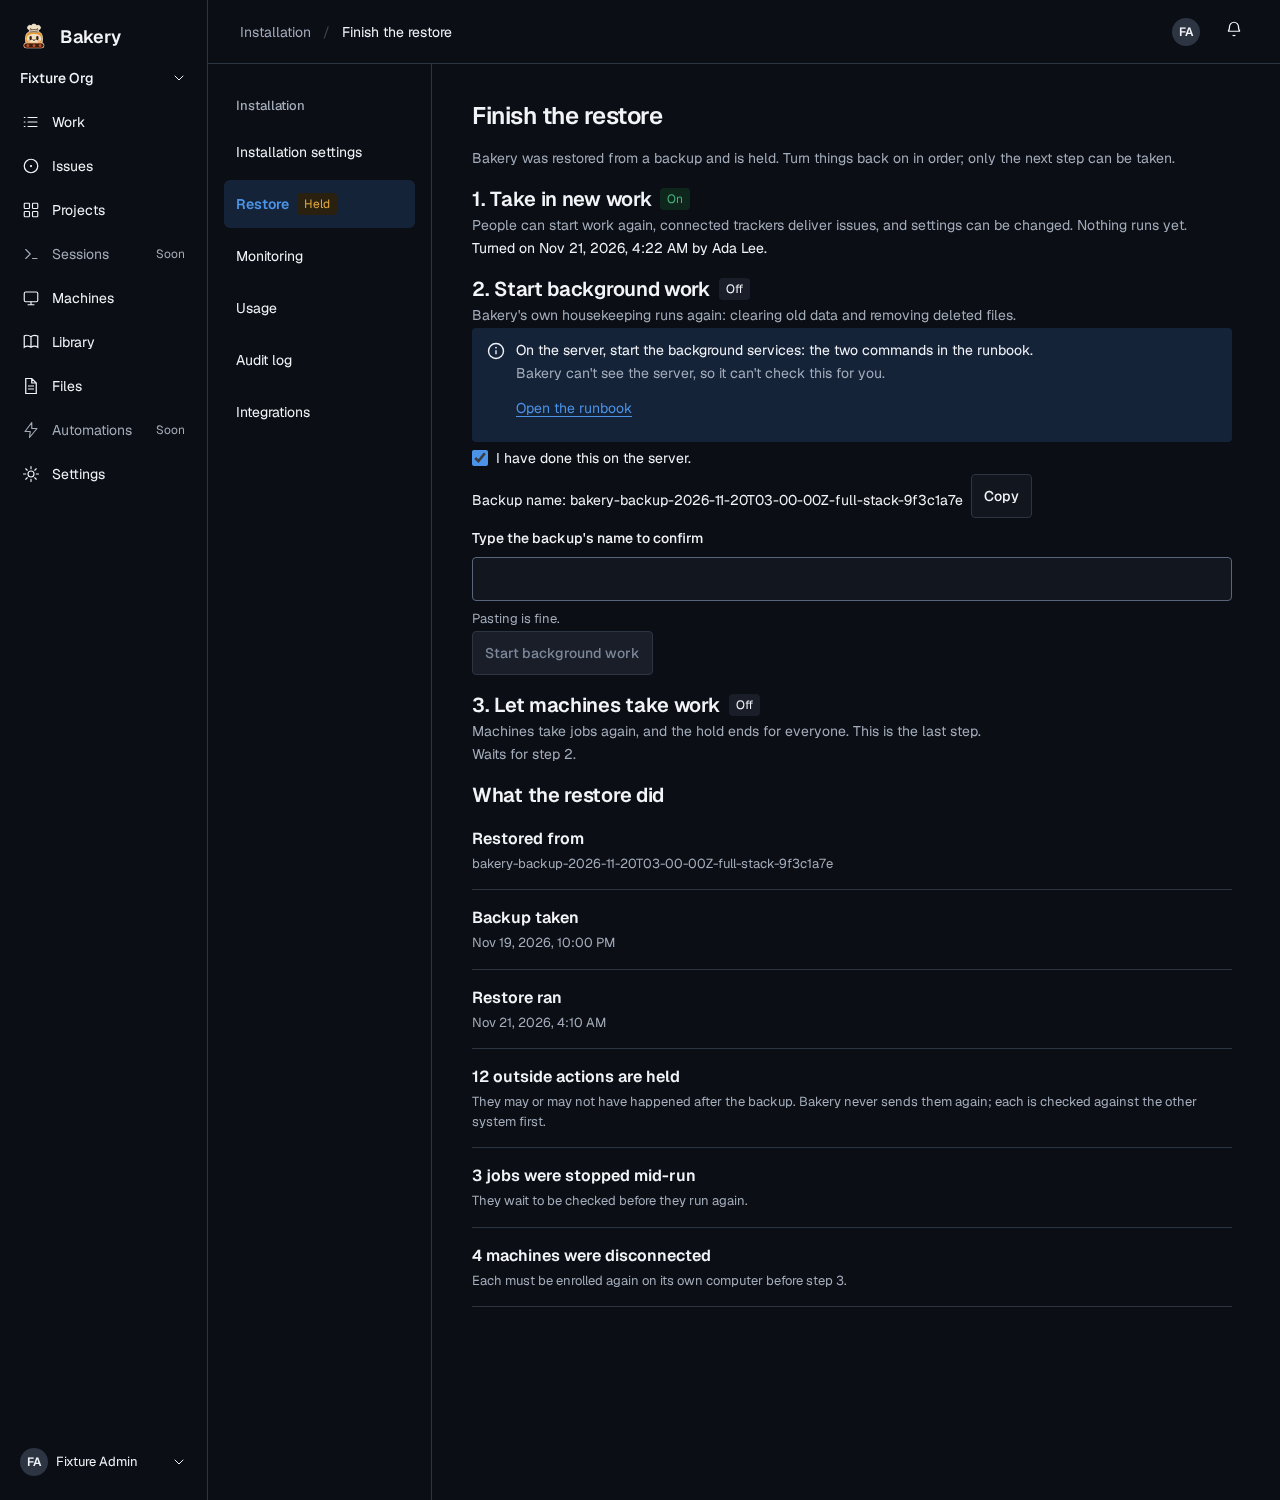 Bakery
Fixture Org
Work
Issues
Projects
Sessions Soon
Machines
Library
Files
Automations Soon
Settings
FA Fixture Admin
Installation / Finish the restore
FA
Installation
Installation settings
Restore Held
Monitoring
Usage
Audit log
Integrations
Finish the restore
Bakery was restored from a backup and is held. Turn things back on in order; only the next step can be taken.
1. Take in new work On
People can start work again, connected trackers deliver issues, and settings can be changed. Nothing runs yet.
Turned on Nov 21, 2026, 4:22 AM by Ada Lee.
2. Start background work Off
Bakery's own housekeeping runs again: clearing old data and removing deleted files.
On the server, start the background services: the two commands in the runbook.
Bakery can't see the server, so it can't check this for you.
Open the runbook
I have done this on the server.
Backup name: bakery-backup-2026-11-20T03-00-00Z-full-stack-9f3c1a7e Copy
Type the backup's name to confirm
Pasting is fine.
Start background work
3. Let machines take work Off
Machines take jobs again, and the hold ends for everyone. This is the last step.
Waits for step 2.
What the restore did
Restored from
bakery-backup-2026-11-20T03-00-00Z-full-stack-9f3c1a7e
Backup taken
Nov 19, 2026, 10:00 PM
Restore ran
Nov 21, 2026, 4:10 AM
12 outside actions are held
They may or may not have happened after the backup. Bakery never sends them again; each is checked against the other
system first.
3 jobs were stopped mid-run
They wait to be checked before they run again.
4 machines were disconnected
Each must be enrolled again on its own computer before step 3.